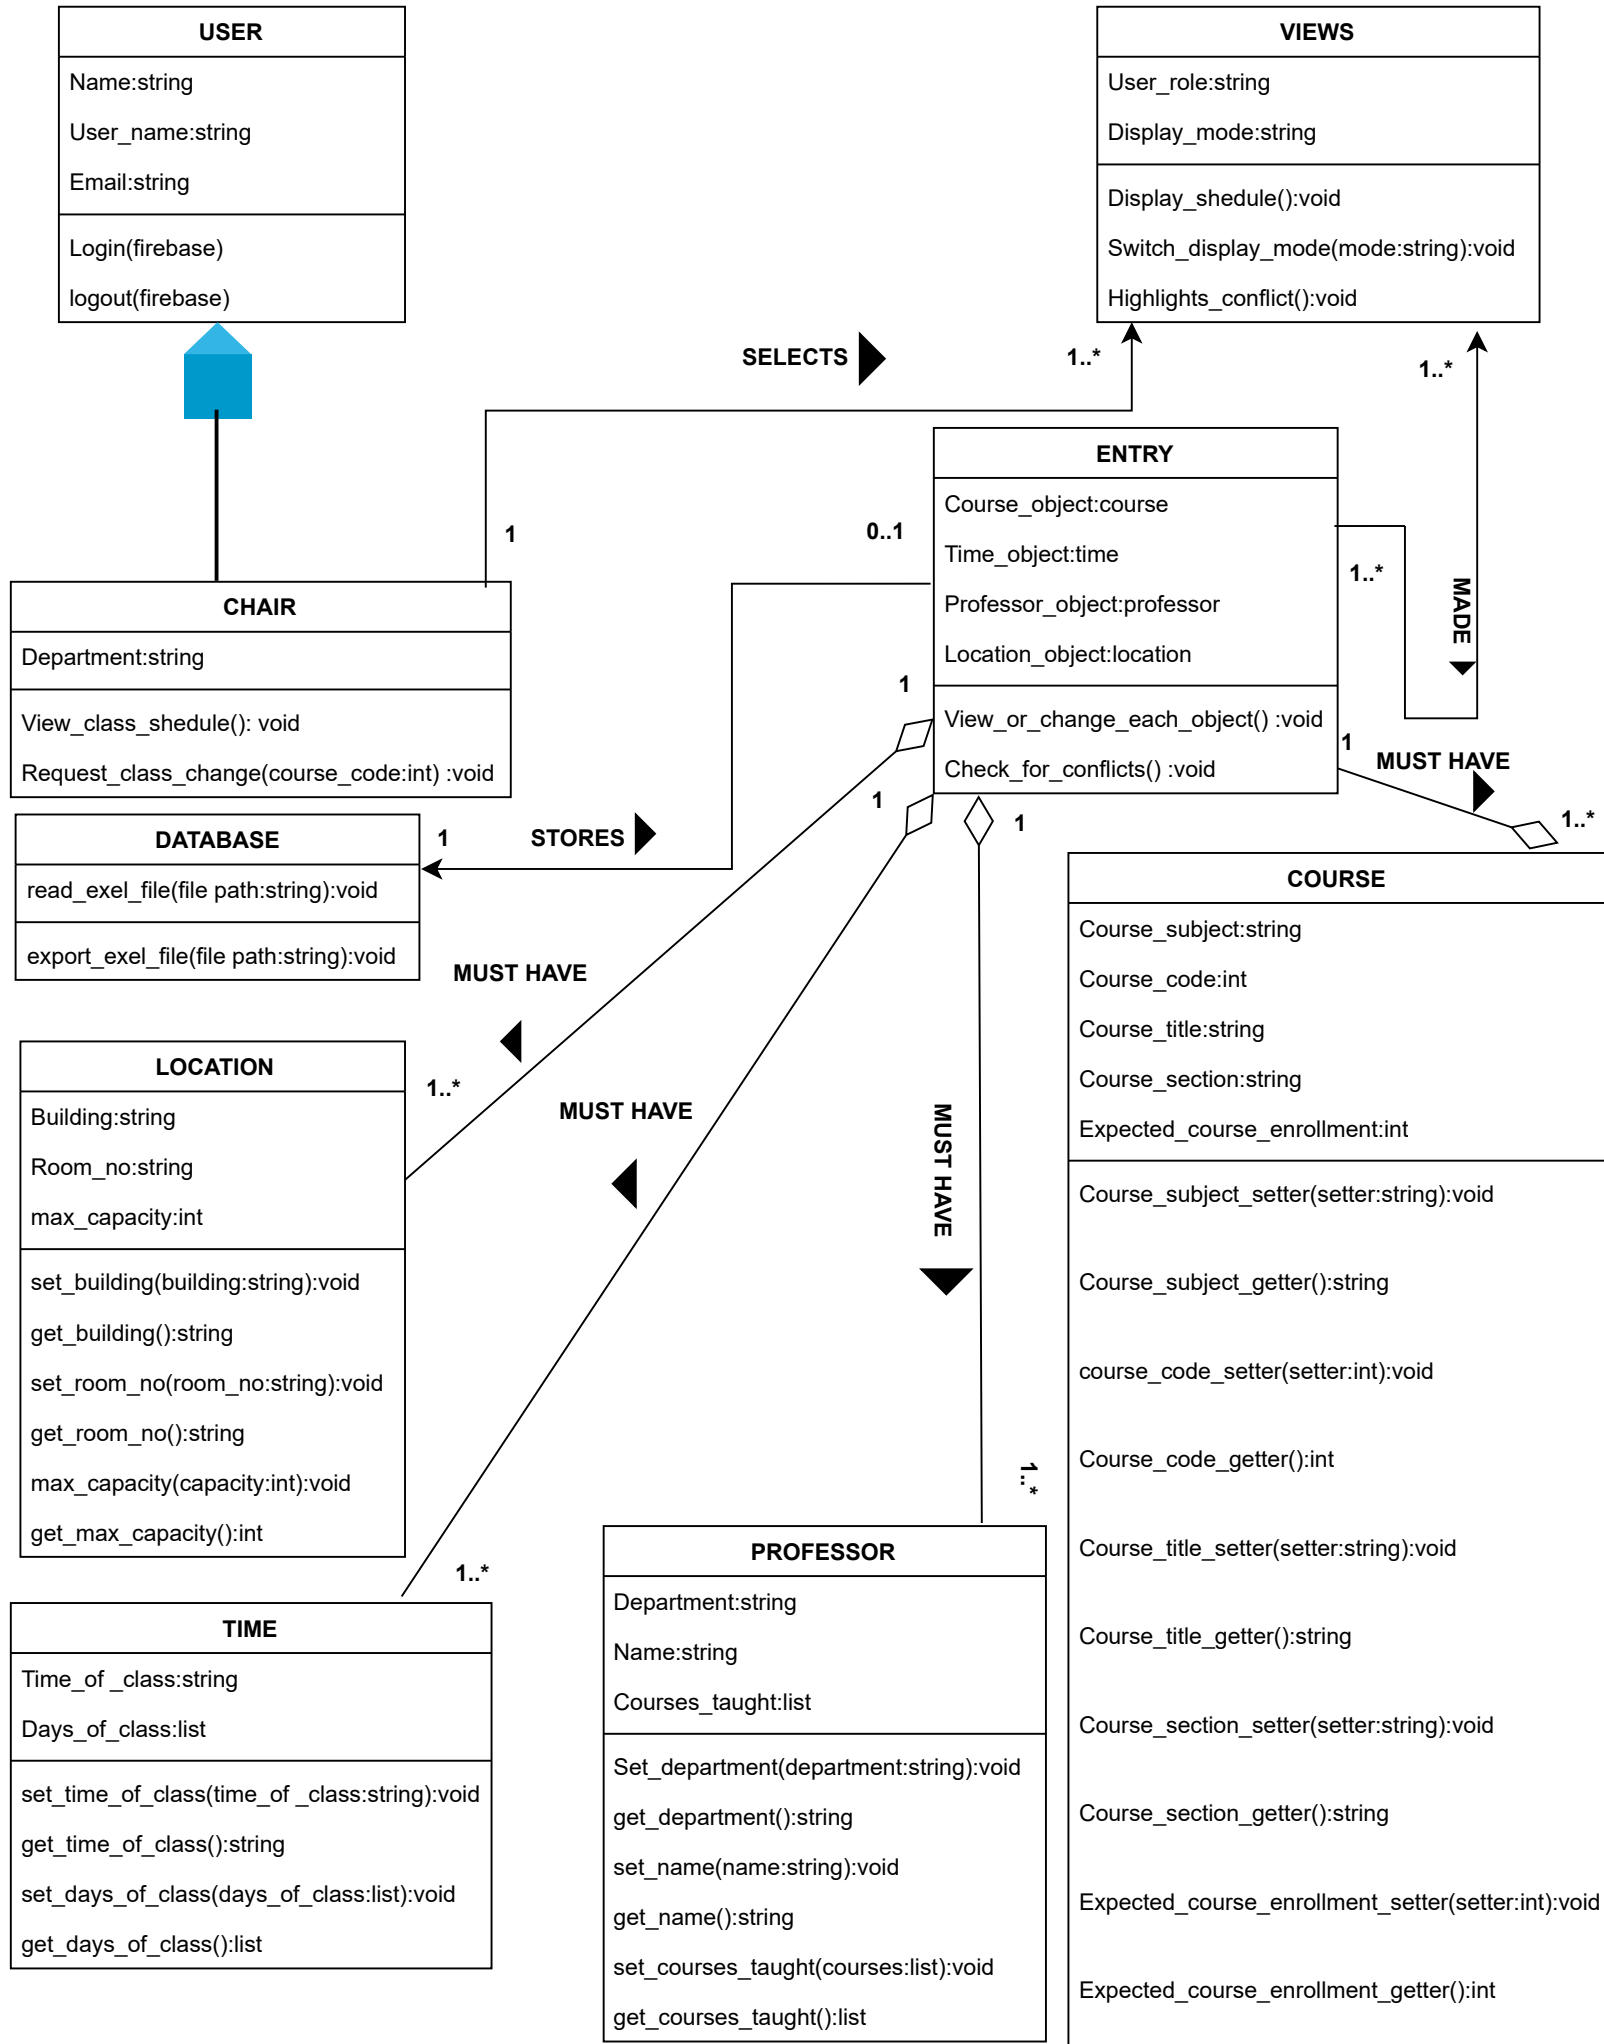 USER
Name:string
User_name:string
Email:string
Login(firebase)
logout(firebase)
VIEWS
User_role:string
Display_mode:string
Display_shedule():void
Switch_display_mode(mode:string):void
Highlights_conflict():void
SELECTS
1..*
1..*
1
0..1
ENTRY
Course_object:course
Time_object:time
Professor_object:professor
Location_object:location
View_or_change_each_object() :void
Check_for_conflicts() :void
1..*
MADE
CHAIR
Department:string
View_class_shedule(): void
Request_class_change(course_code:int) :void
1
1
MUST HAVE
1..*
1
1
DATABASE
read_exel_file(file path:string):void
export_exel_file(file path:string):void
1
STORES
MUST HAVE
1..*
MUST HAVE
MUST HAVE
LOCATION
Building:string
Room_no:string
max_capacity:int
set_building(building:string):void
get_building():string
set_room_no(room_no:string):void
get_room_no():string
max_capacity(capacity:int):void
get_max_capacity():int
COURSE
Course_subject:string
Course_code:int
Course_title:string
Course_section:string
Expected_course_enrollment:int
Course_subject_setter(setter:string):void
Course_subject_getter():string
course_code_setter(setter:int):void
Course_code_getter():int
Course_title_setter(setter:string):void
Course_title_getter():string
Course_section_setter(setter:string):void
Course_section_getter():string
Expected_course_enrollment_setter(setter:int):void
Expected_course_enrollment_getter():int
1..*
1..*
TIME
Time_of _class:string
Days_of_class:list
set_time_of_class(time_of _class:string):void
get_time_of_class():string
set_days_of_class(days_of_class:list):void
get_days_of_class():list
PROFESSOR
Department:string
Name:string
Courses_taught:list
Set_department(department:string):void
get_department():string
set_name(name:string):void
get_name():string
set_courses_taught(courses:list):void
get_courses_taught():list